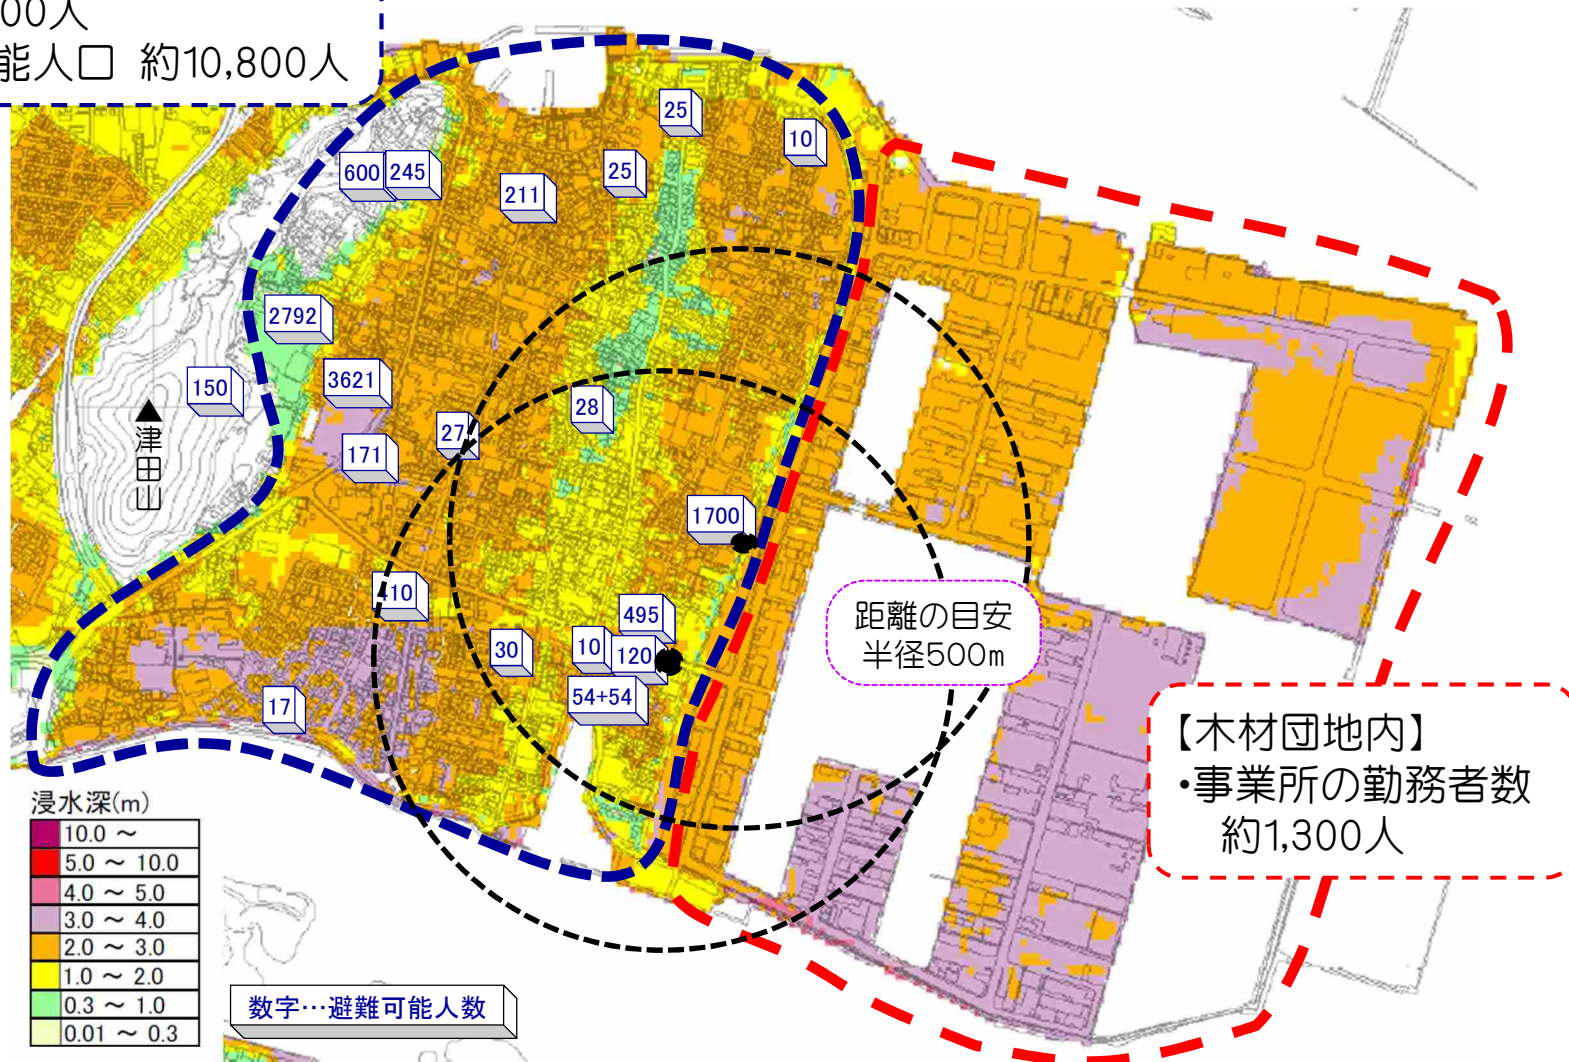 00人
能人口 約10,800人
25
10
600
245
25
211
2792
150
3621
28
27
171
▲
津田山
1700
410
495
距離の目安
半径500m
30
10
120
54+54
17
【木材団地内】
・事業所の勤務者数
約1,300人
浸水深(m)
10.0 ～
5.0 ～ 10.0
4.0 ～ 5.0
3.0 ～ 4.0
2.0 ～ 3.0
1.0 ～ 2.0
0.3 ～ 1.0
0.01 ～ 0.3
数字…避難可能人数